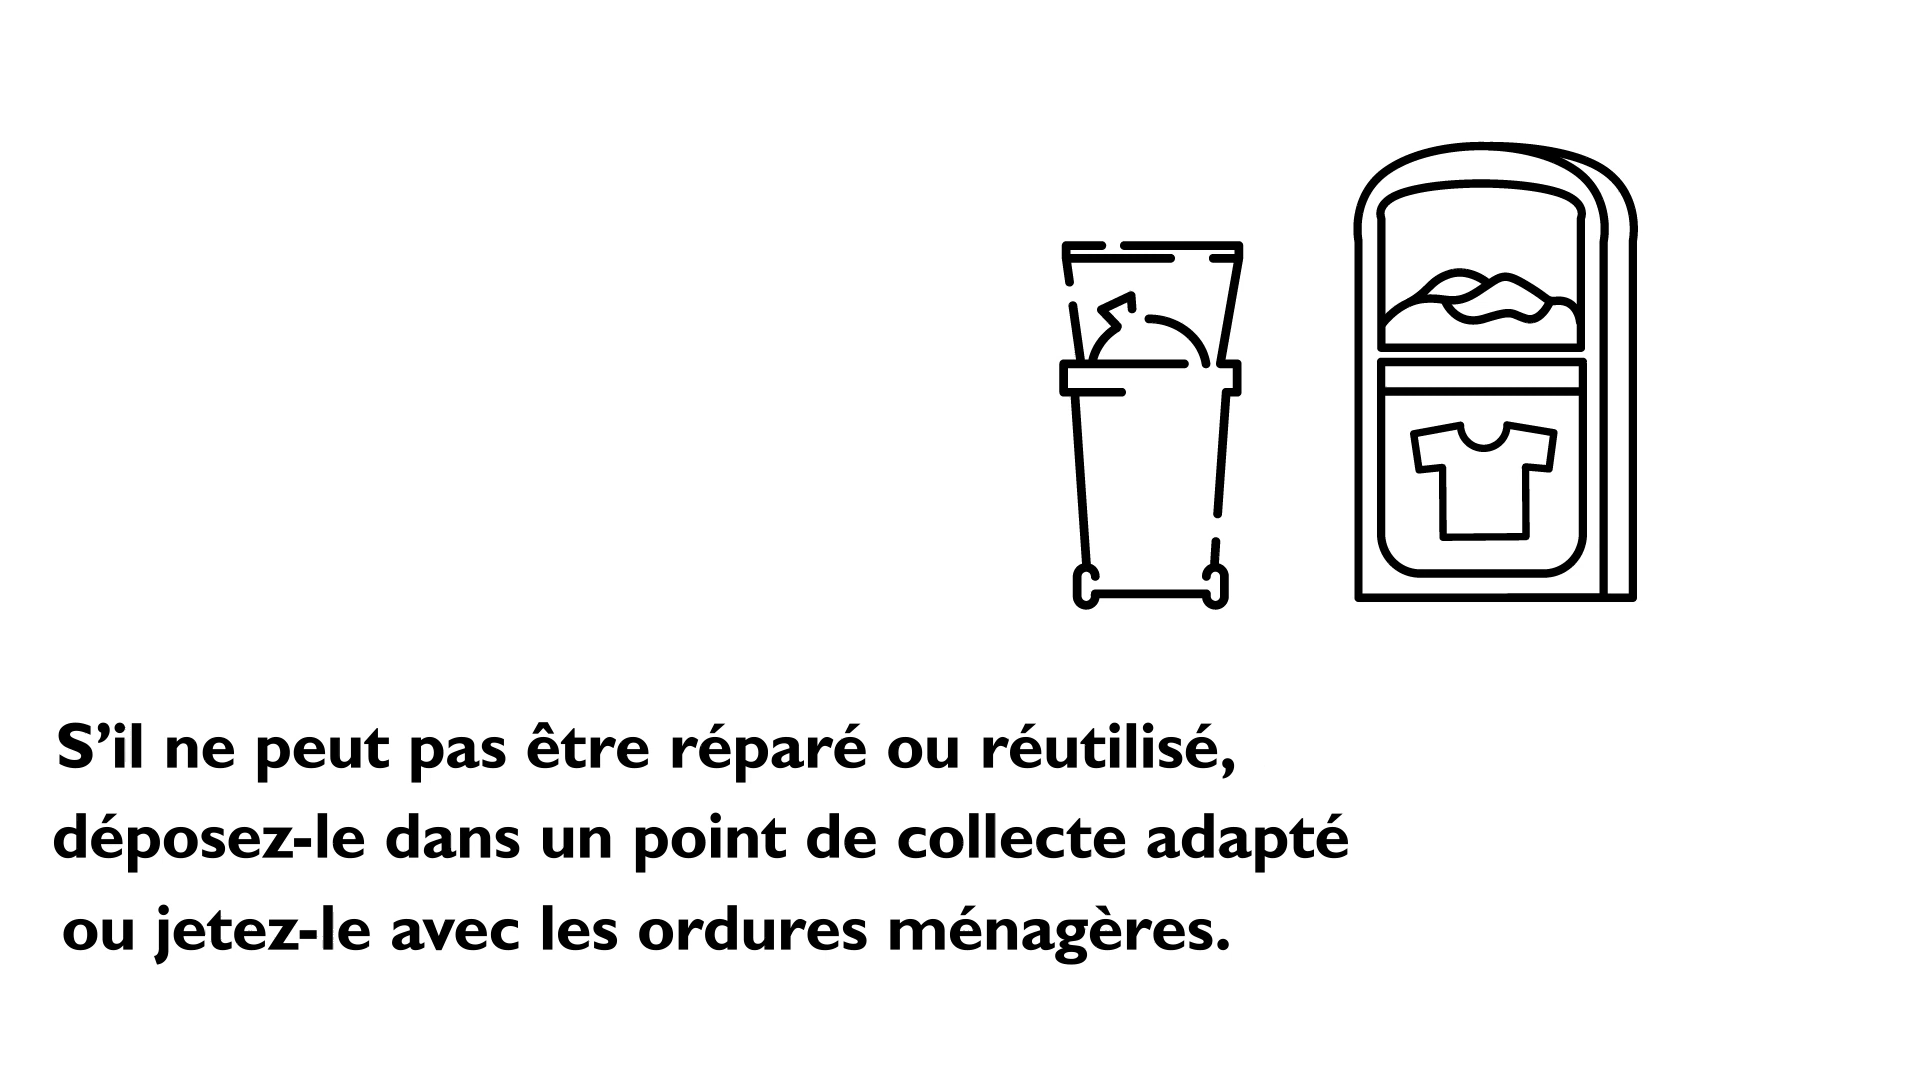 S’il ne peut pas être réparé ou réutilisé,
déposez-le dans un point de collecte adapté
ou jetez-le avec les ordures ménagères.